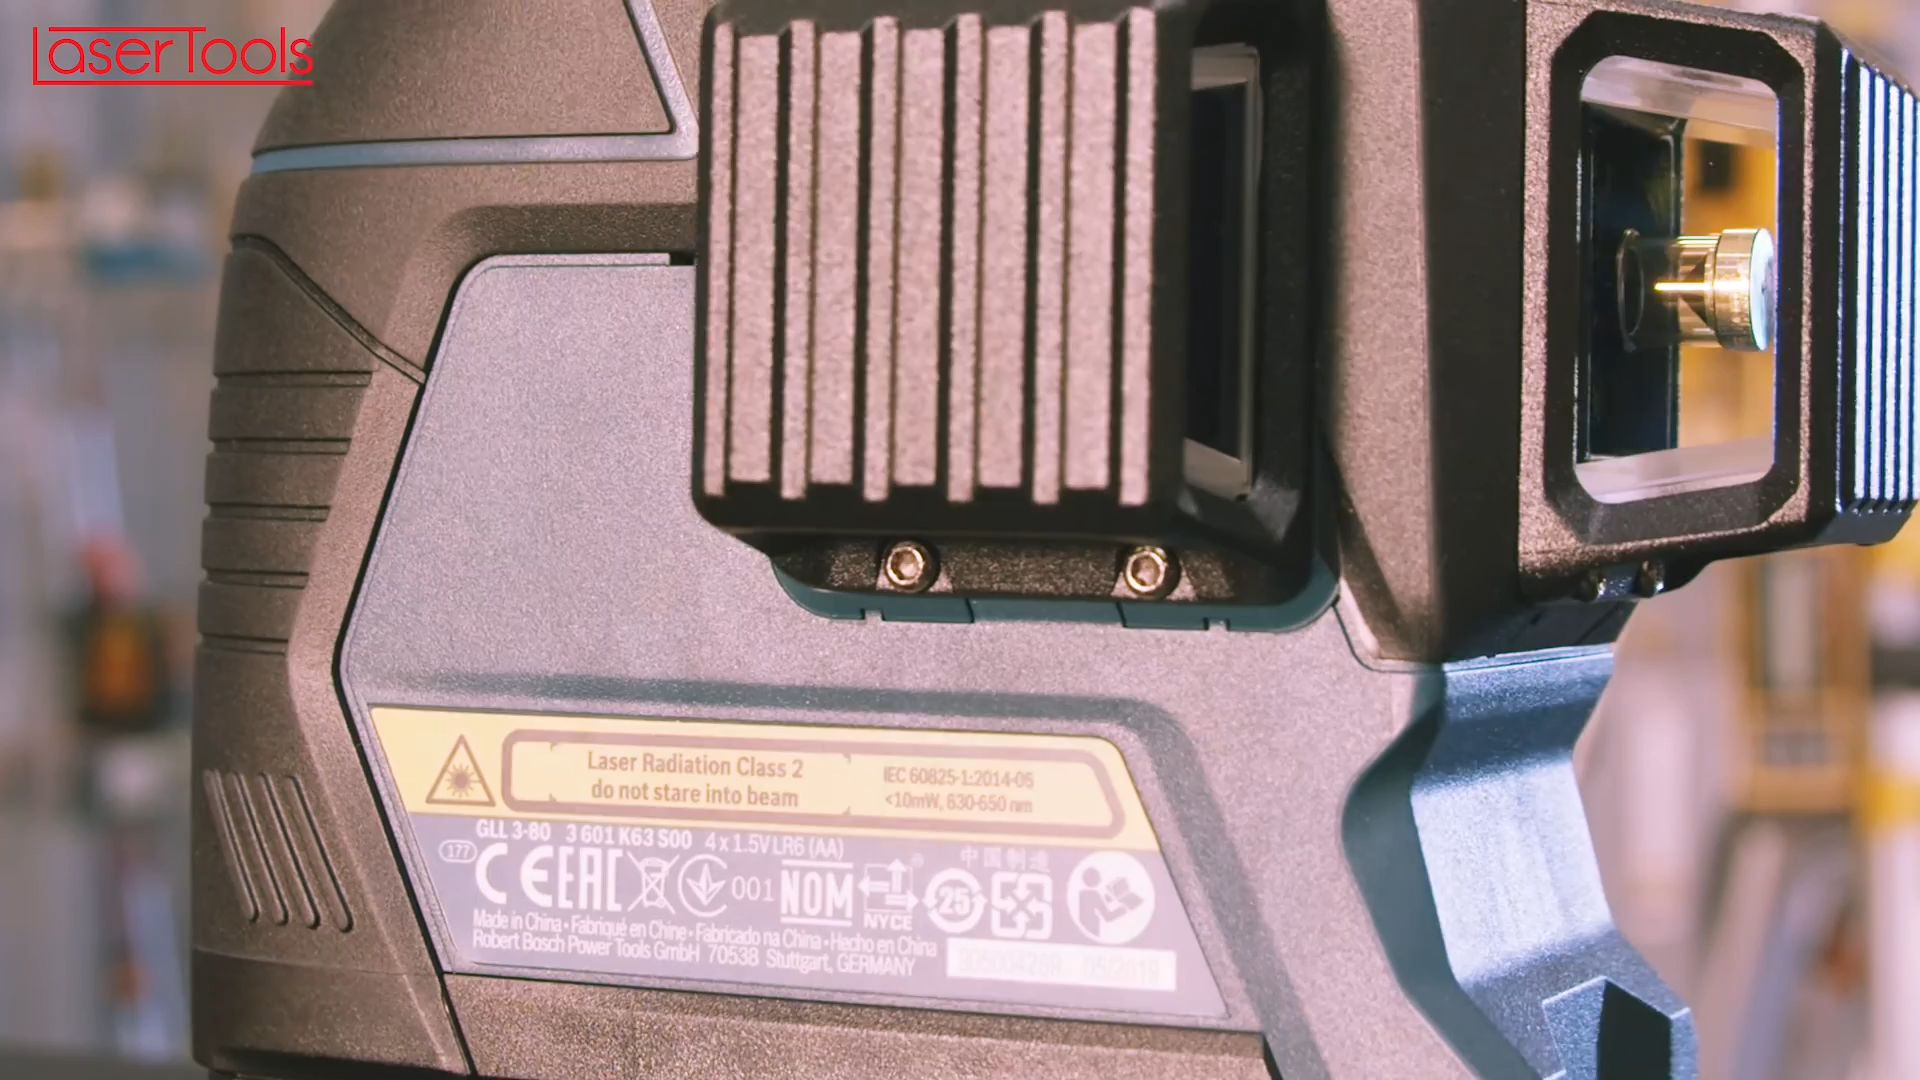 LaserTools
Laser Radiation Class 2
do not stare into beam
IEC 60825-1:2014-05
<10mW, 630-650 nm
GLL 3-80 3 601 K63 S00 4 x 1.5V LR6 (AA)
177
CE EAC 001 NOM NYCE 25
中国制造
Made in China • Fabriqué en Chine • Fabricado na China • Hecho en China
Robert Bosch Power Tools GmbH 70538 Stuttgart, GERMANY
05/2019